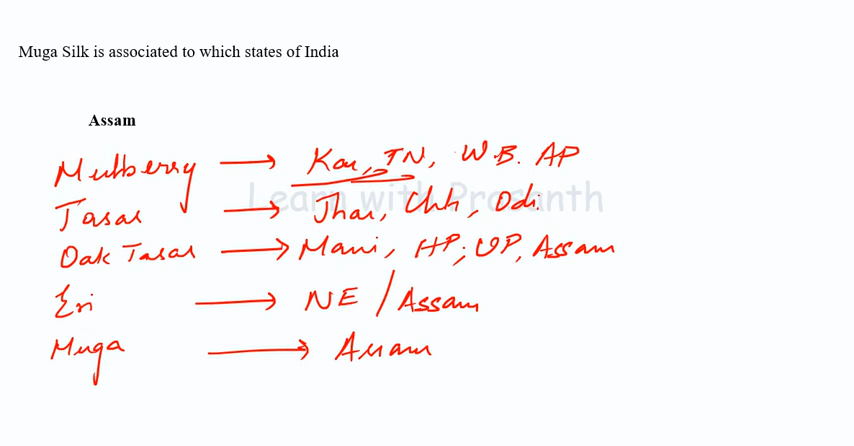 Muga Silk is associated to which states of India
Assam
Mulberry → Kar, TN, WB. AP
Learn with Prasanth
Tasar → Jhar, Chh, Odi.
Oak Tasar → Mani, HP, UP, Assam
Eri → NE / Assam
Muga → Assam